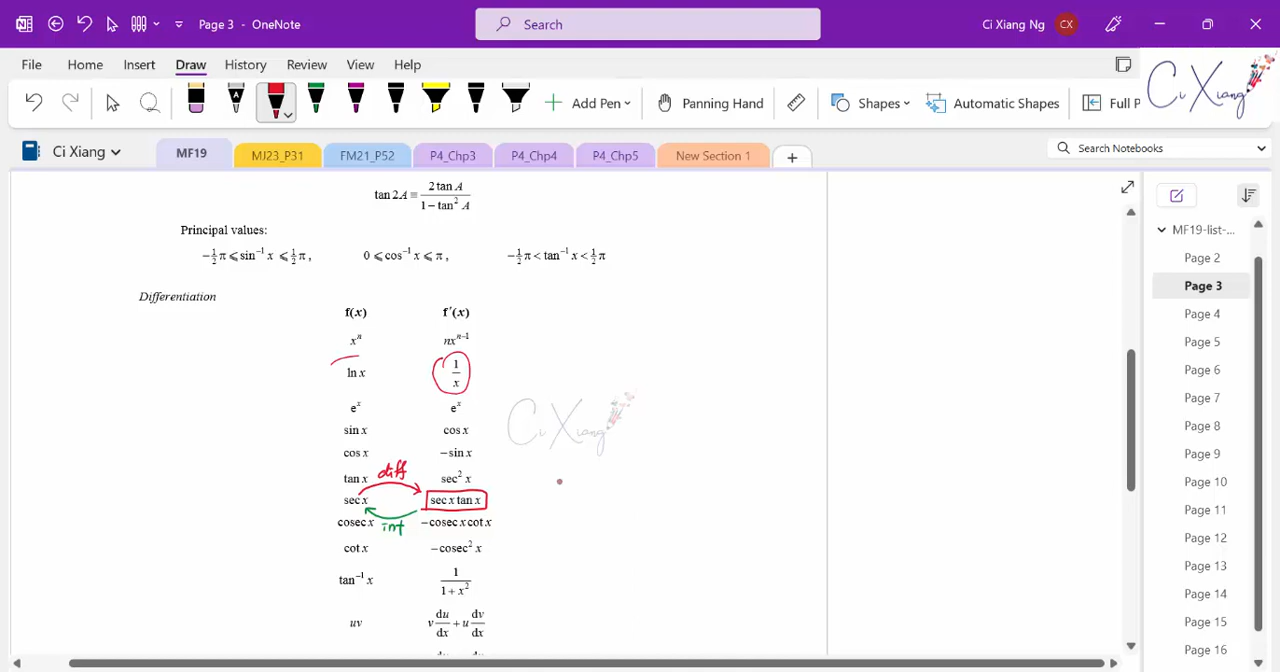 Page 3 - OneNote
Search
Ci Xiang Ng CX
File Home Insert Draw History Review View Help
Add Pen Panning Hand Shapes Automatic Shapes Full P
Ci Xiang
Ci Xiang MF19 MJ23_P31 FM21_P52 P4_Chp3 P4_Chp4 P4_Chp5 New Section 1 + Search Notebooks
tan 2A ≡ 2 tan A / (1 − tan² A)
Principal values:
−½π ⩽ sin⁻¹ x ⩽ ½π , 0 ⩽ cos⁻¹ x ⩽ π , −½π < tan⁻¹ x < ½π
Differentiation
f(x) f′(x)
xⁿ nxⁿ⁻¹
ln x 1/x
eˣ eˣ
sin x cos x
cos x −sin x
Ci Xiang
diff
tan x sec² x
sec x sec x tan x
int
cosec x −cosec x cot x
cot x −cosec² x
tan⁻¹ x 1/(1 + x²)
uv v du/dx + u dv/dx
du dv
MF19-list-...
Page 2
Page 3
Page 4
Page 5
Page 6
Page 7
Page 8
Page 9
Page 10
Page 11
Page 12
Page 13
Page 14
Page 15
Page 16